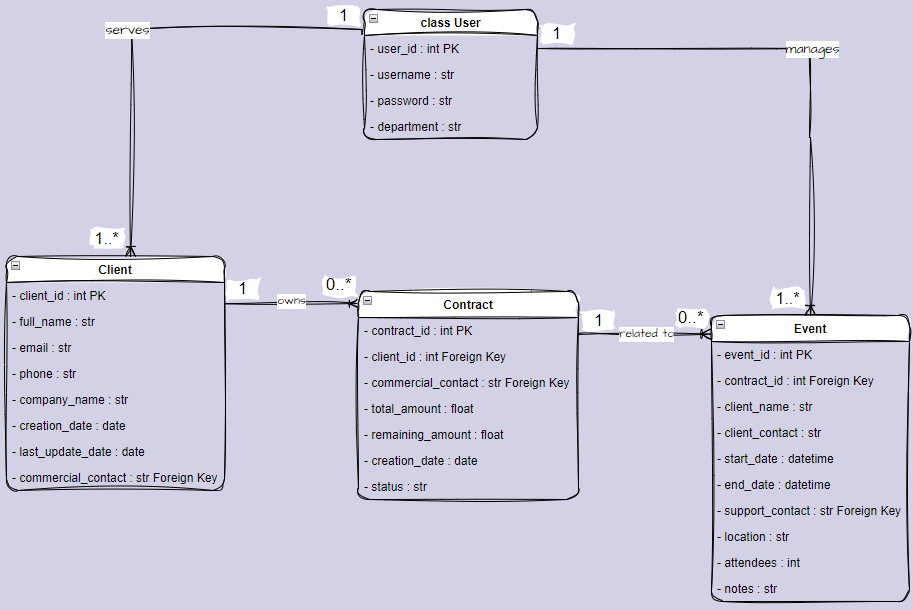 serves
1
class User
- user_id : int PK
- username : str
- password : str
- department : str
1
manages
1..*
Client
- client_id : int PK
- full_name : str
- email : str
- phone : str
- company_name : str
- creation_date : date
- last_update_date : date
- commercial_contact : str Foreign Key
1
owns
0..*
Contract
- contract_id : int PK
- client_id : int Foreign Key
- commercial_contact : str Foreign Key
- total_amount : float
- remaining_amount : float
- creation_date : date
- status : str
1
related to
0..*
1..*
Event
- event_id : int PK
- contract_id : int Foreign Key
- client_name : str
- client_contact : str
- start_date : datetime
- end_date : datetime
- support_contact : str Foreign Key
- location : str
- attendees : int
- notes : str